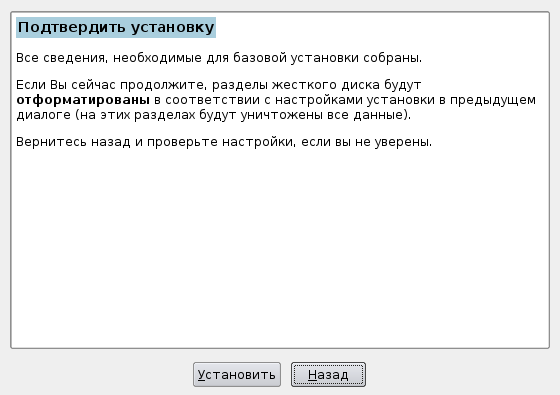 Подтвердить установку
Все сведения, необходимые для базовой установки собраны.
Если Вы сейчас продолжите, разделы жесткого диска будут
отформатированы в соответствии с настройками установки в предыдущем
диалоге (на этих разделах будут уничтожены все данные).
Вернитесь назад и проверьте настройки, если вы не уверены.
Установить
Назад